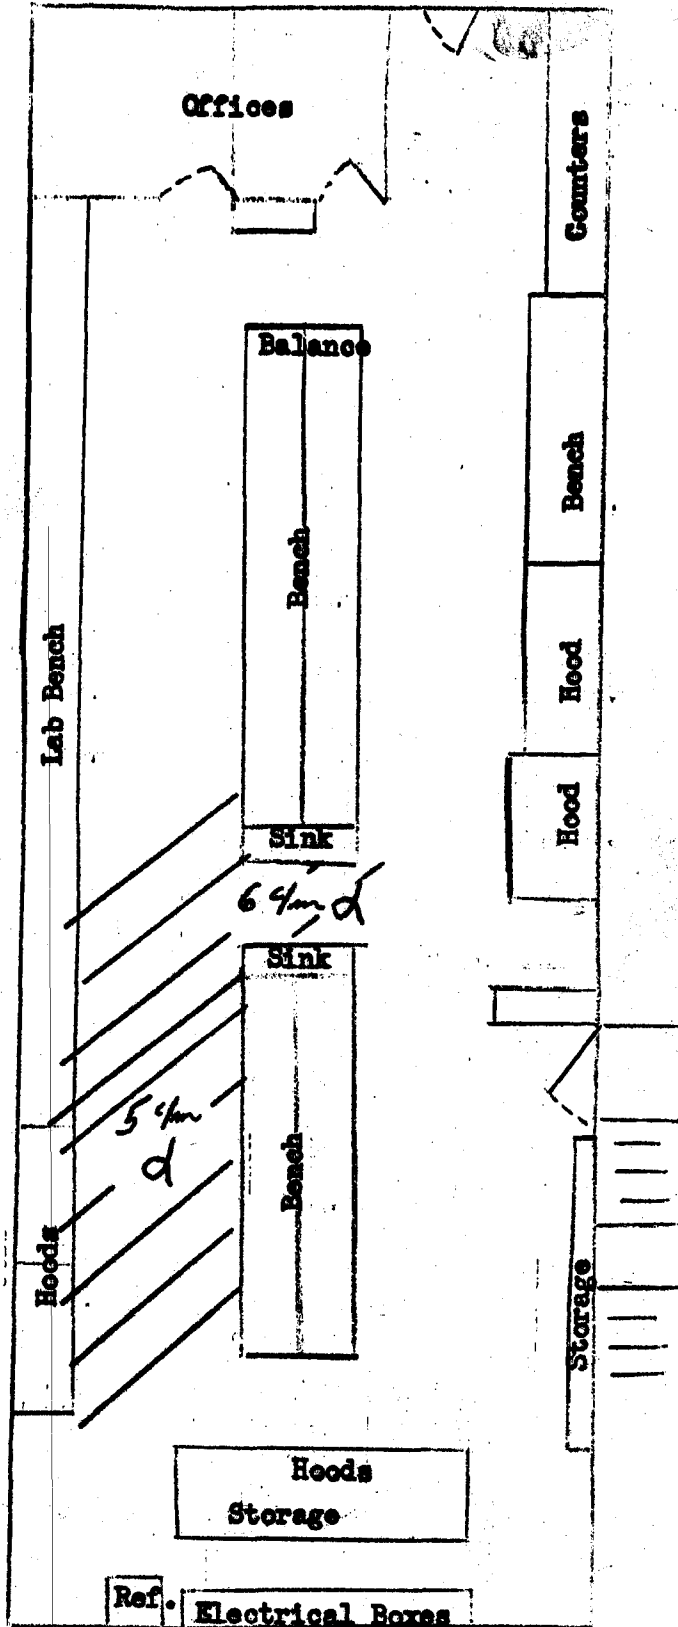 Offices
Counters
Balance
Bench
Bench
Lab Bench
Hood
Hood
Sink
6 c/m α
Sink
5 c/m
α
Bench
Hoods
Storage
Hoods
Storage
Ref.
Electrical Boxes